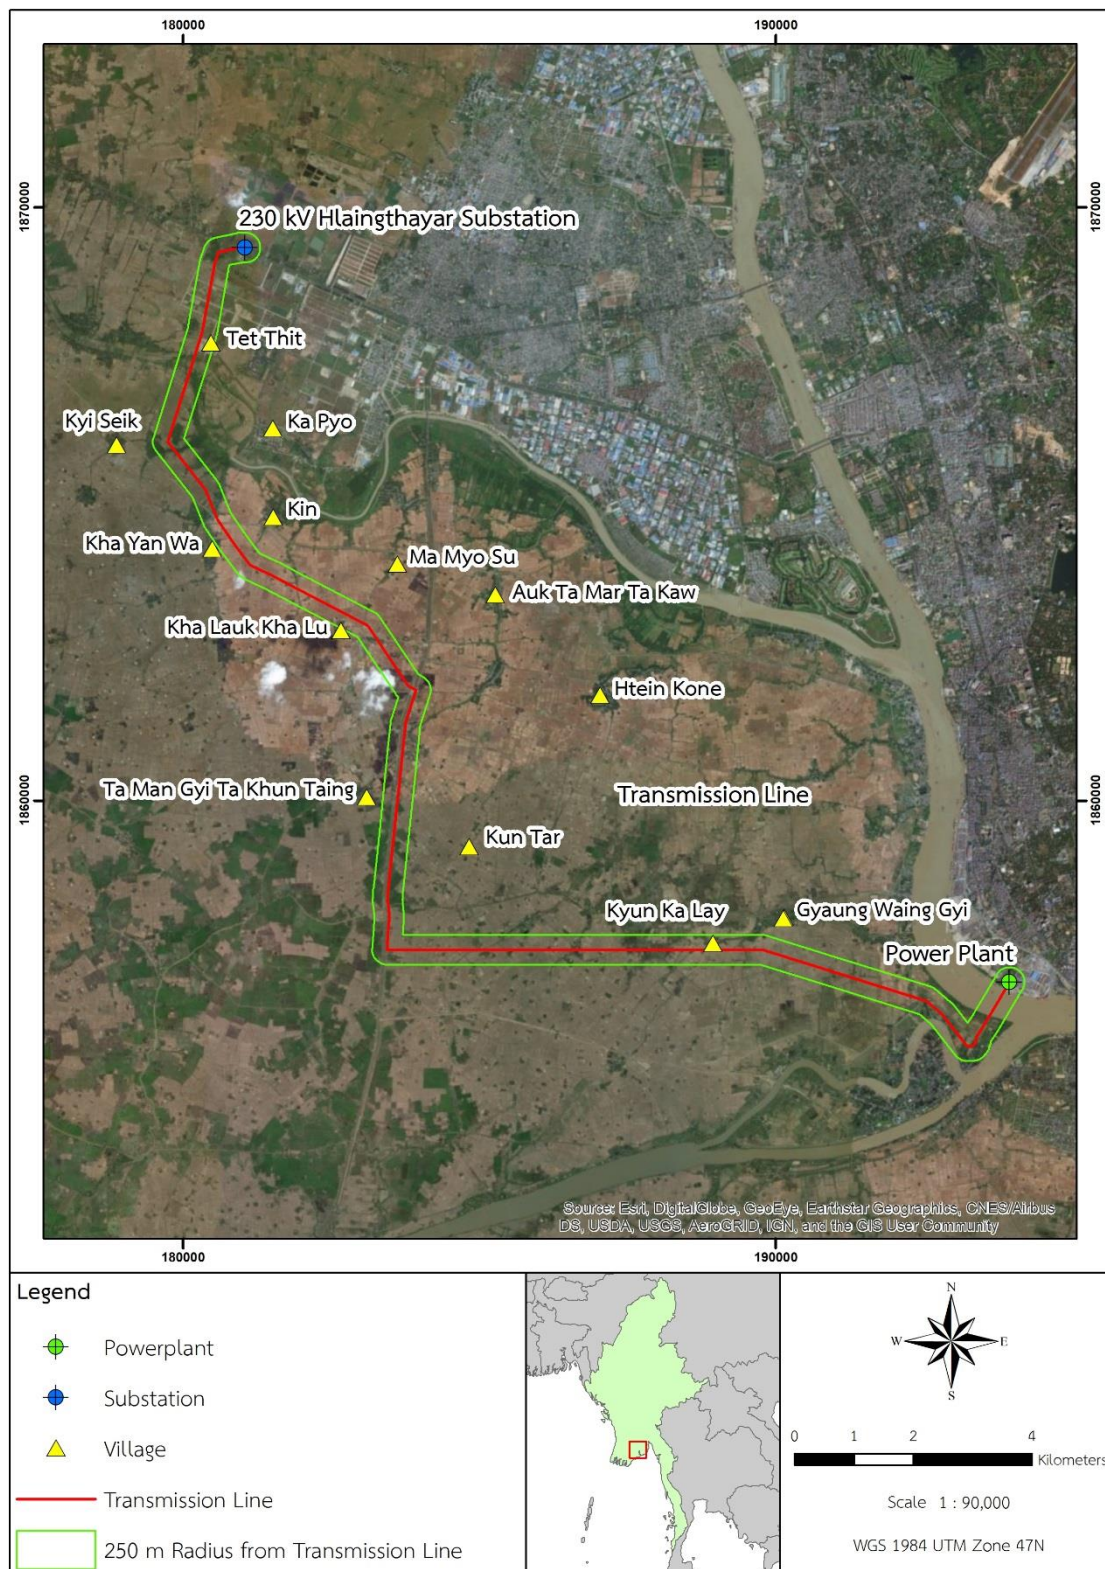 180000
190000
1870000
1870000
230 kV Hlaingthayar Substation
Tet Thit
Kyi Seik
Ka Pyo
Kin
Kha Yan Wa
Ma Myo Su
Auk Ta Mar Ta Kaw
Kha Lauk Kha Lu
Htein Kone
Ta Man Gyi Ta Khun Taing
Transmission Line
1860000
1860000
Kun Tar
Kyun Ka Lay
Gyaung Waing Gyi
Power Plant
Source: Esri, DigitalGlobe, GeoEye, Earthstar Geographics, CNES/Airbus
DS, USDA, USGS, AeroGRID, IGN, and the GIS User Community
180000
190000
Legend
Powerplant
Substation
Village
Transmission Line
250 m Radius from Transmission Line
N
W
E
S
0 1 2 4
Kilometers
Scale 1 : 90,000
WGS 1984 UTM Zone 47N